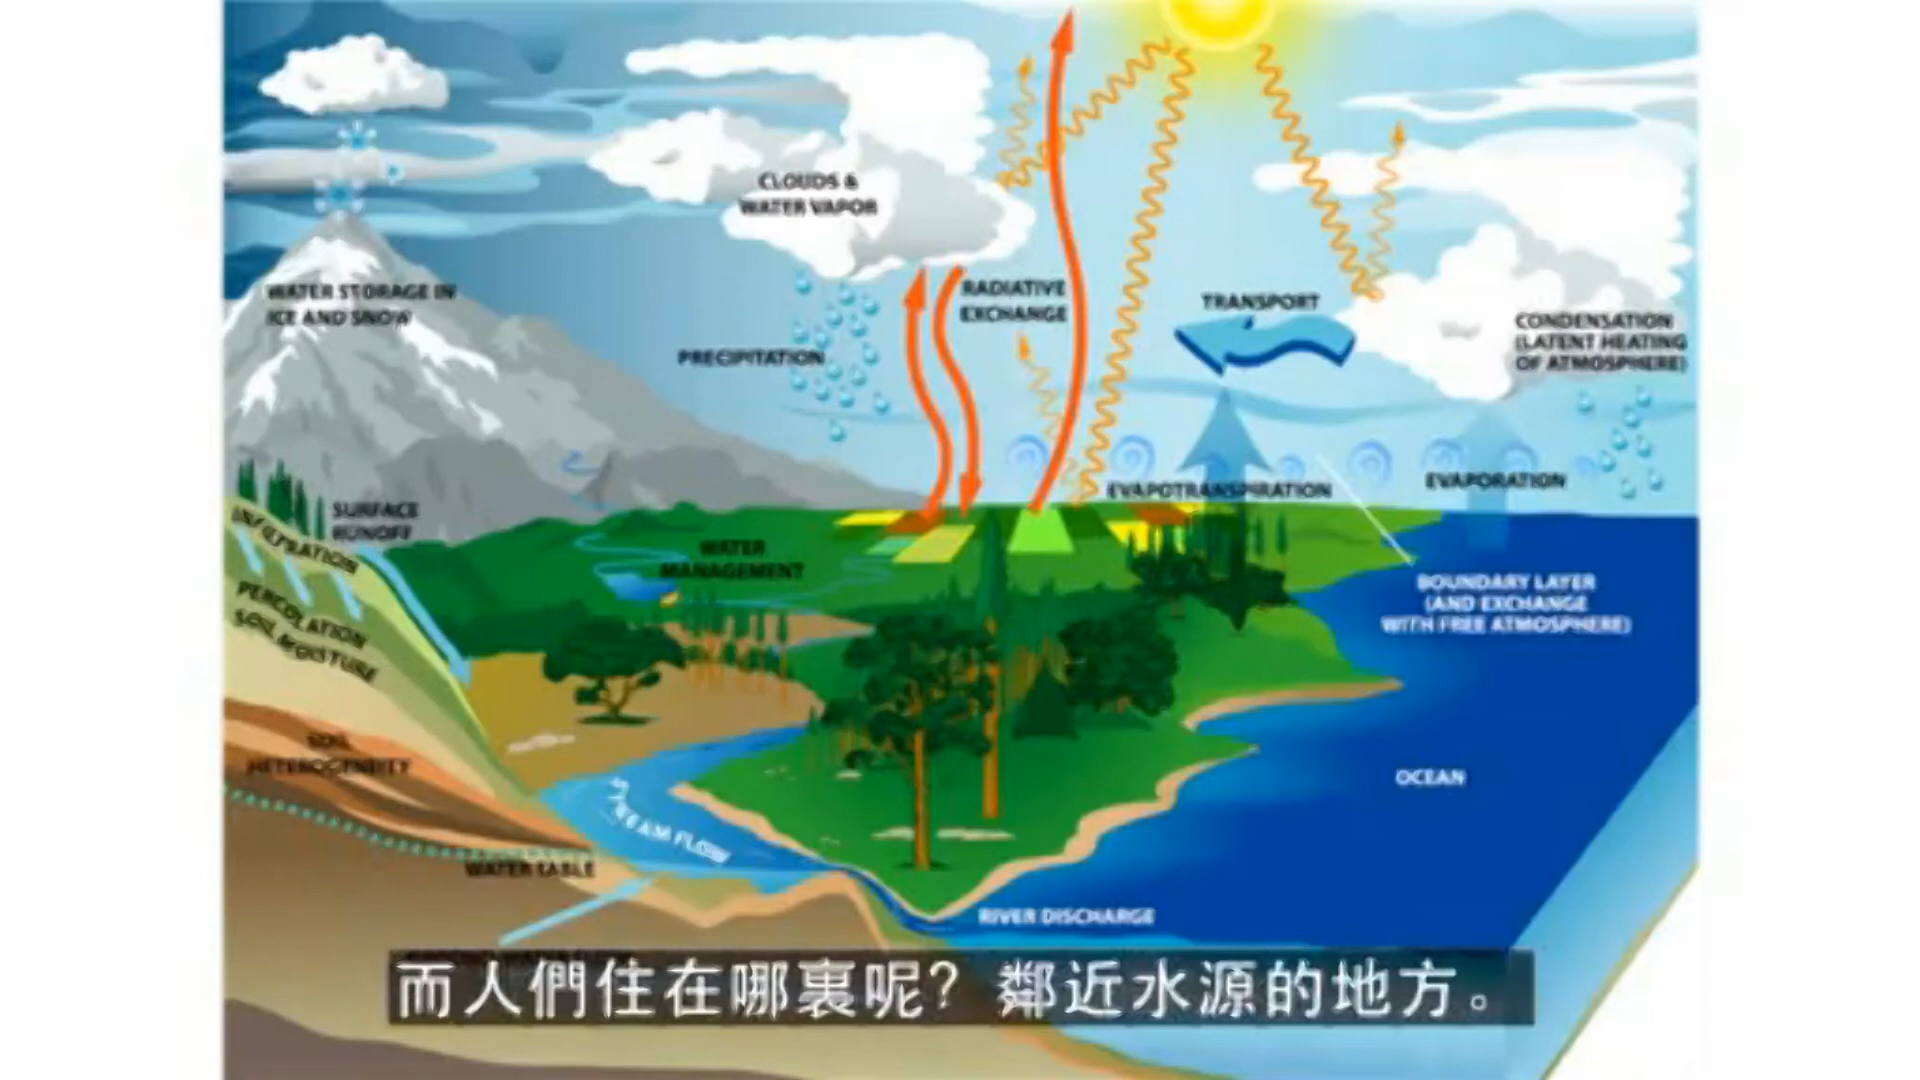 CLOUDS &
WATER VAPOR
WATER STORAGE IN
ICE AND SNOW
RADIATIVE
EXCHANGE
TRANSPORT
CONDENSATION
(LATENT HEATING
OF ATMOSPHERE)
PRECIPITATION
EVAPOTRANSPIRATION
EVAPORATION
SURFACE
RUNOFF
INFILTRATION
WATER
MANAGEMENT
PERCOLATION
SOIL MOISTURE
BOUNDARY LAYER
(AND EXCHANGE
WITH FREE ATMOSPHERE)
SOIL
HETEROGENEITY
OCEAN
STREAM FLOW
WATER TABLE
RIVER DISCHARGE
而人們住在哪裏呢？鄰近水源的地方。